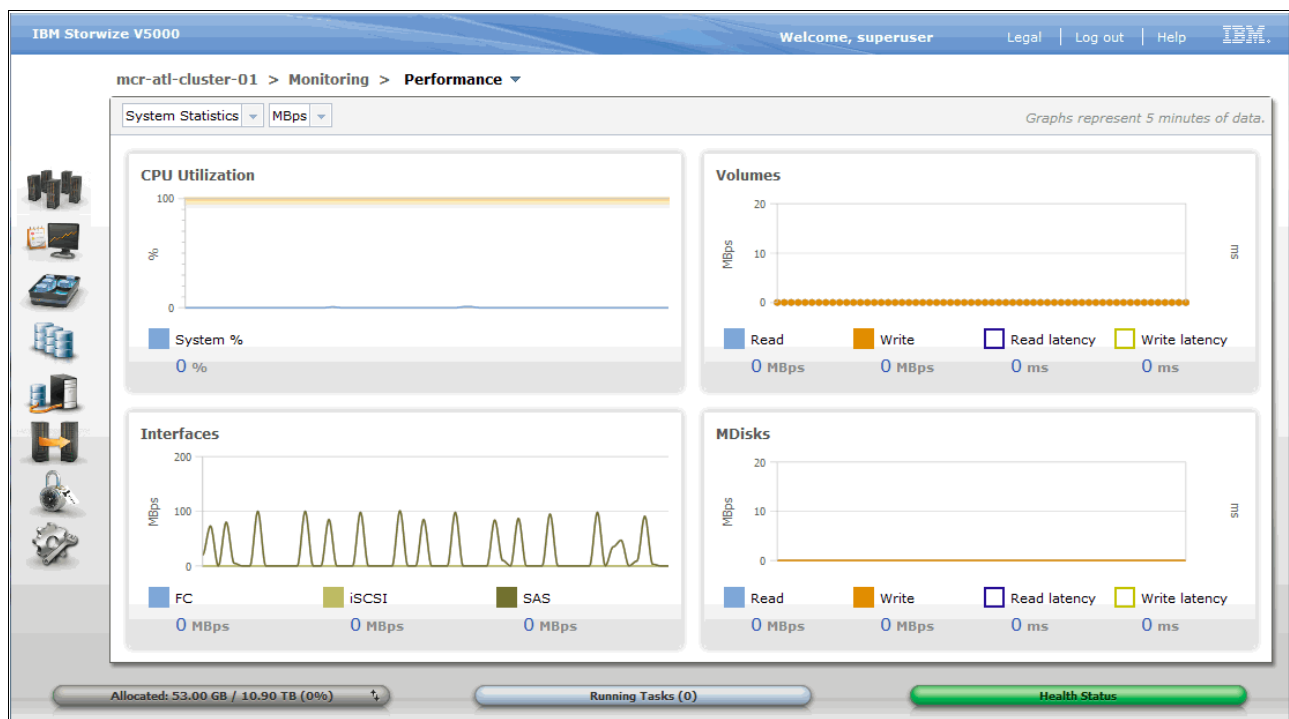 IBM Storwize V5000
Welcome, superuser
Legal | Log out | Help
IBM.
mcr-atl-cluster-01 > Monitoring > Performance
System Statistics MBps
Graphs represent 5 minutes of data.
CPU Utilization
100
%
0
System %
0 %
Volumes
20
MBps
10
ms
0
Read Write Read latency Write latency
0 MBps 0 MBps 0 ms 0 ms
Interfaces
200
MBps
100
0
FC iSCSI SAS
0 MBps 0 MBps 0 MBps
MDisks
20
MBps
10
ms
0
Read Write Read latency Write latency
0 MBps 0 MBps 0 ms 0 ms
Allocated: 53.00 GB / 10.90 TB (0%)
Running Tasks (0)
Health Status